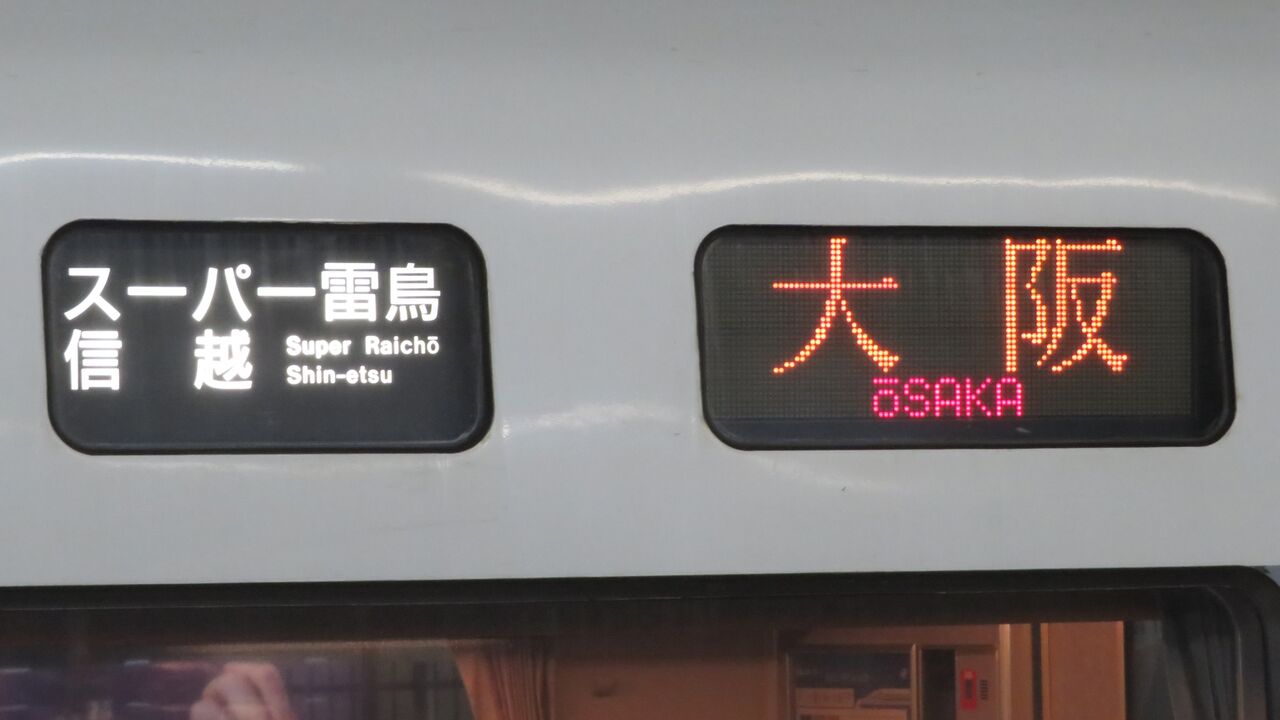 スーパー雷鳥
信越
Super Raichō
Shin-etsu
大阪
ōSAKA